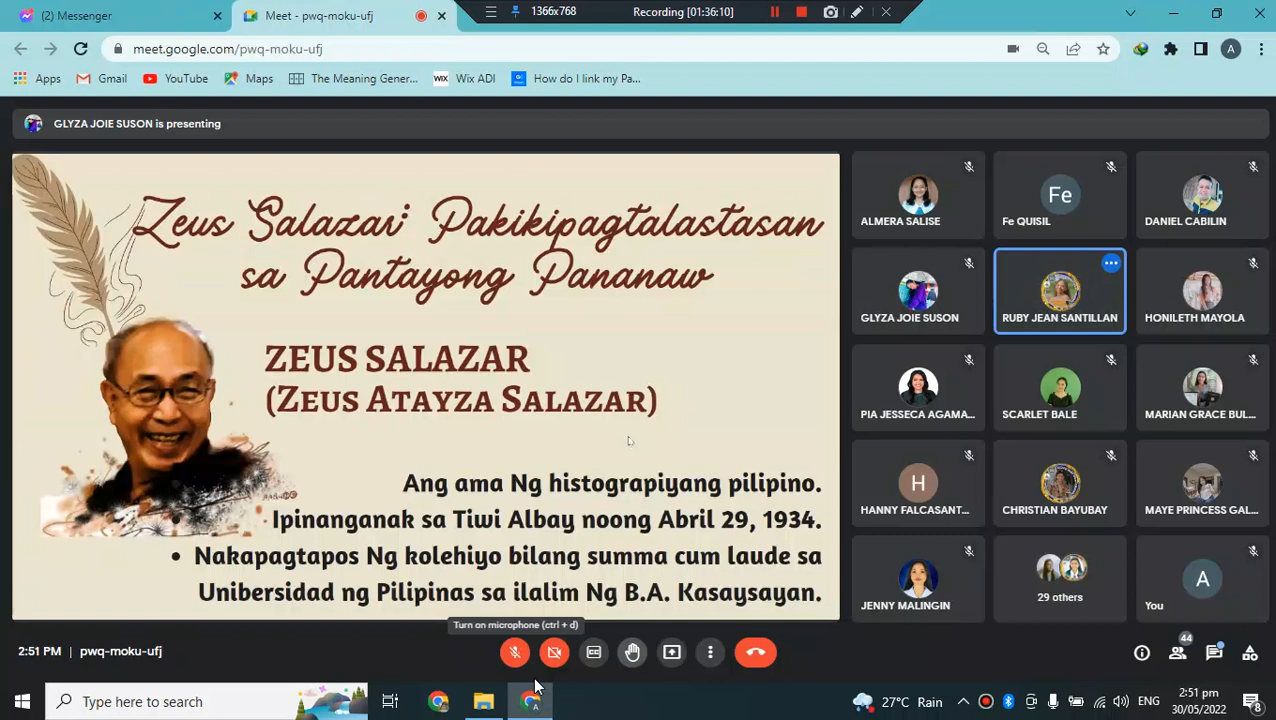 (2) Messenger
Meet - pwq-moku-ufj
1366x768
Recording [01:36:10]
meet.google.com/pwq-moku-ufj
A
Apps
Gmail
YouTube
Maps
The Meaning Gener...
WIX Wix ADI
How do I link my Pa...
GLYZA JOIE SUSON is presenting
Zeus Salazar: Pakikipagtalastasan
sa Pantayong Pananaw
ZEUS SALAZAR
(ZEUS ATAYZA SALAZAR)
Ang ama Ng histograpiyang pilipino.
Ipinanganak sa Tiwi Albay noong Abril 29, 1934.
• Nakapagtapos Ng kolehiyo bilang summa cum laude sa
Unibersidad ng Pilipinas sa ilalim Ng B.A. Kasaysayan.
ALMERA SALISE
Fe
Fe QUISIL
DANIEL CABILIN
GLYZA JOIE SUSON
RUBY JEAN SANTILLAN
HONILETH MAYOLA
PIA JESSECA AGAMA...
SCARLET BALE
MARIAN GRACE BUL...
H
HANNY FALCASANT...
CHRISTIAN BAYUBAY
MAYE PRINCESS GAL...
JENNY MALINGIN
29 others
A
You
Turn on microphone (ctrl + d)
2:51 PM | pwq-moku-ufj
44
Type here to search
27°C Rain
ENG
2:51 pm
30/05/2022
8